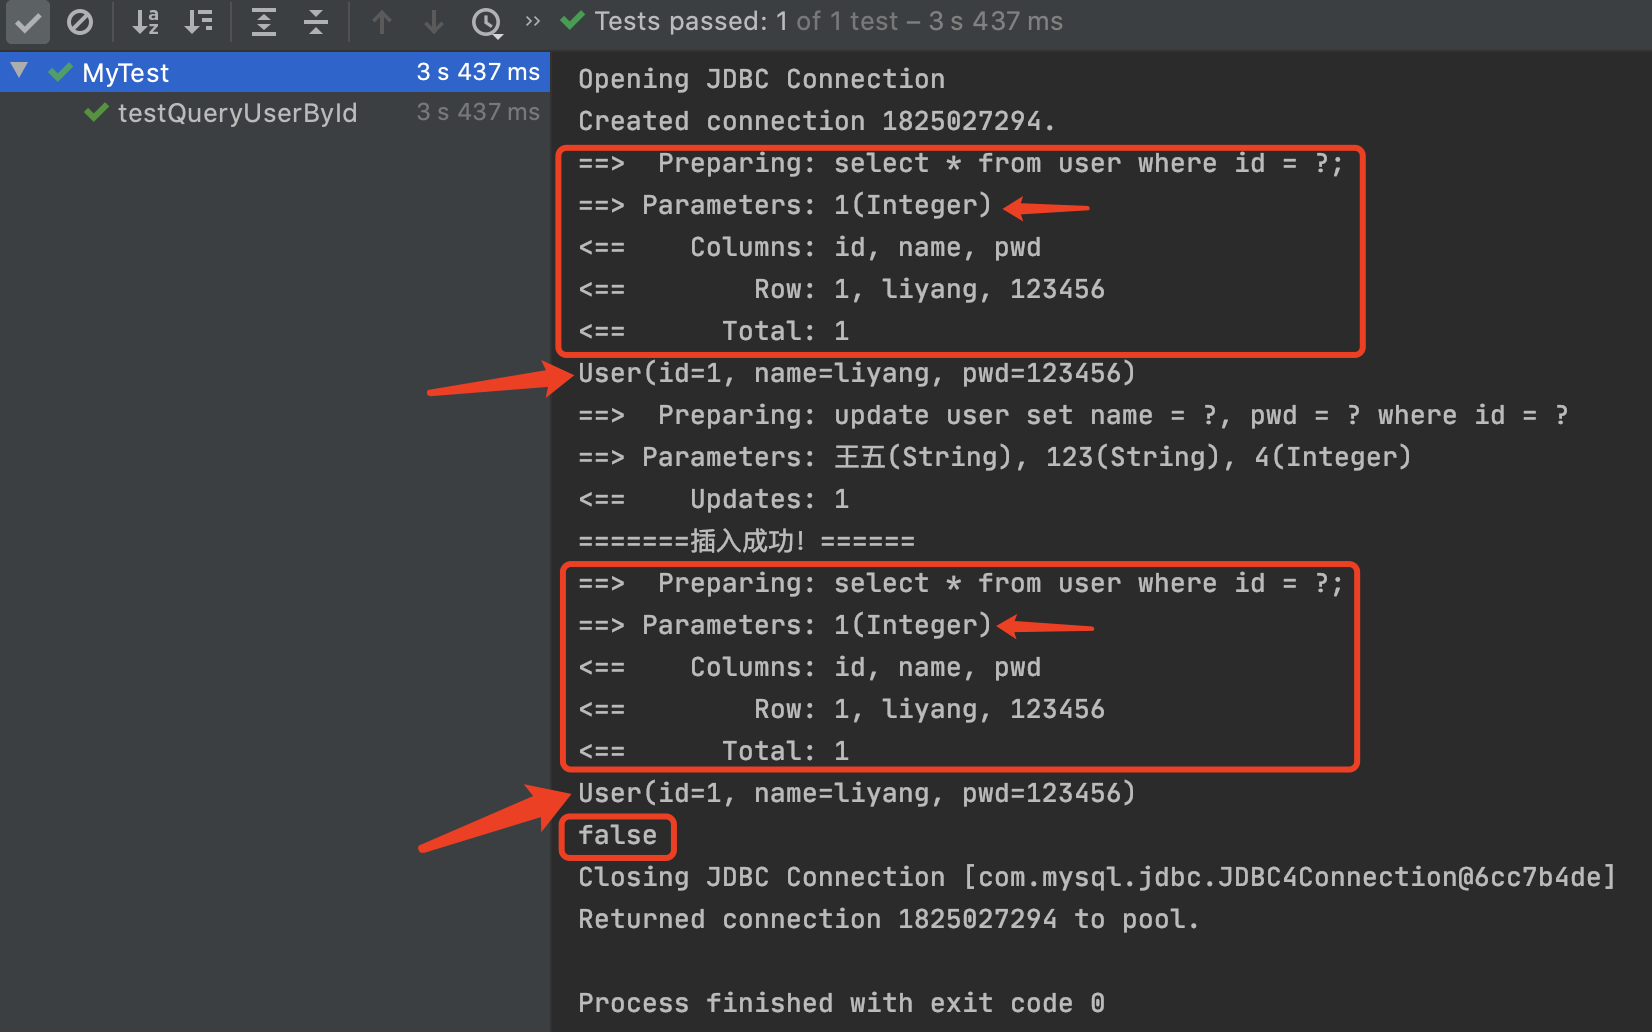 Tests passed: 1 of 1 test – 3 s 437 ms
MyTest 3 s 437 ms
testQueryUserById 3 s 437 ms
Opening JDBC Connection
Created connection 1825027294.
==>  Preparing: select * from user where id = ?;
==> Parameters: 1(Integer)
<==    Columns: id, name, pwd
<==        Row: 1, liyang, 123456
<==      Total: 1
User(id=1, name=liyang, pwd=123456)
==>  Preparing: update user set name = ?, pwd = ? where id = ?
==> Parameters: 王五(String), 123(String), 4(Integer)
<==    Updates: 1
=======插入成功！======
==>  Preparing: select * from user where id = ?;
==> Parameters: 1(Integer)
<==    Columns: id, name, pwd
<==        Row: 1, liyang, 123456
<==      Total: 1
User(id=1, name=liyang, pwd=123456)
false
Closing JDBC Connection [com.mysql.jdbc.JDBC4Connection@6cc7b4de]
Returned connection 1825027294 to pool.
Process finished with exit code 0